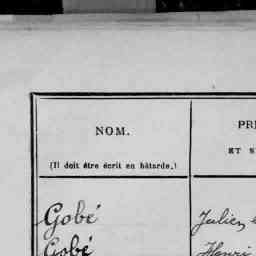 NOM.
(Il doit être écrit en bâtarde.)
PR
ET
Gobé
Julien
Gobé
Henri